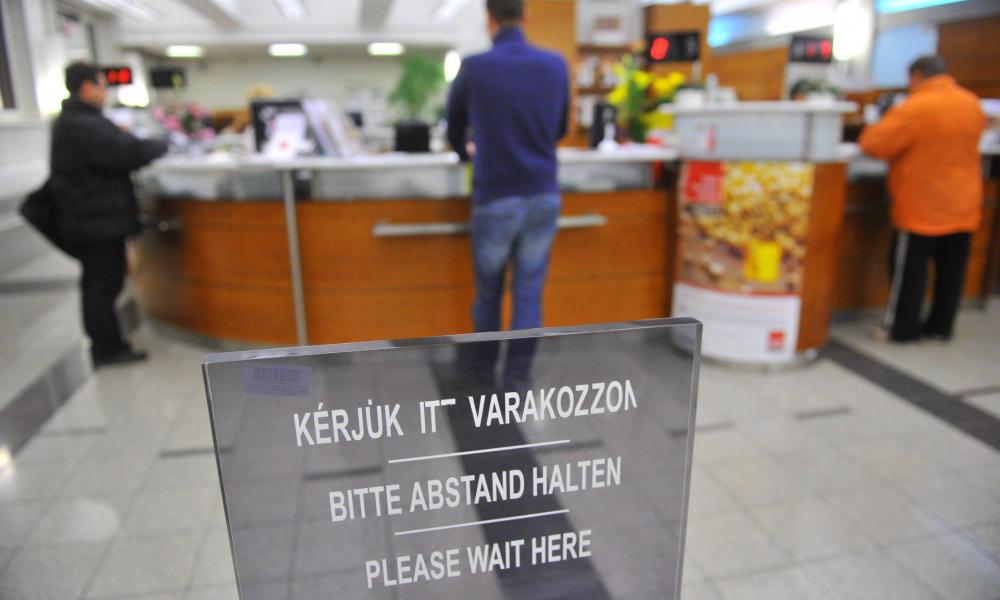 KÉRJÜK ITT VARAKOZZON
BITTE ABSTAND HALTEN
PLEASE WAIT HERE